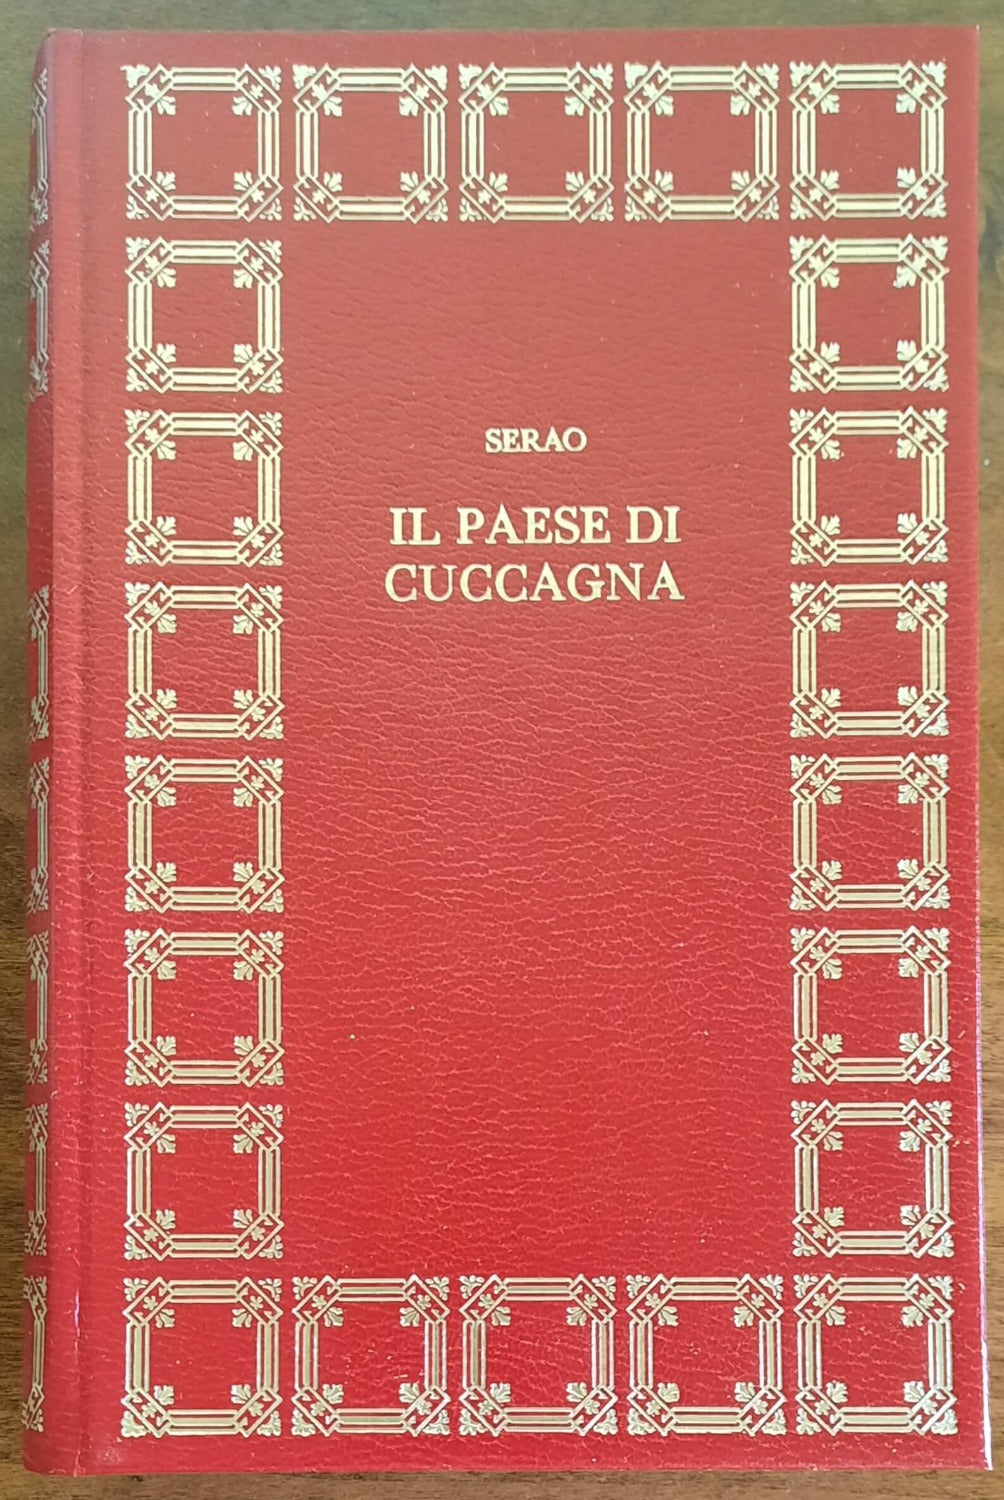 SERAO
IL PAESE DI
CUCCAGNA